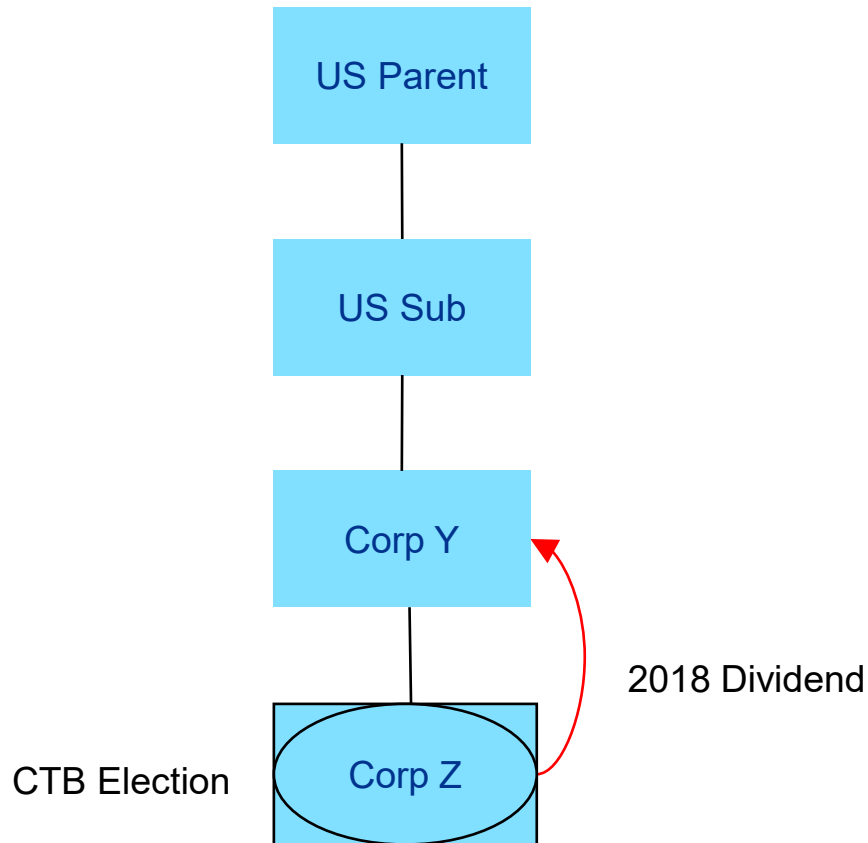 US Parent
US Sub
Corp Y
2018 Dividend
CTB Election
Corp Z